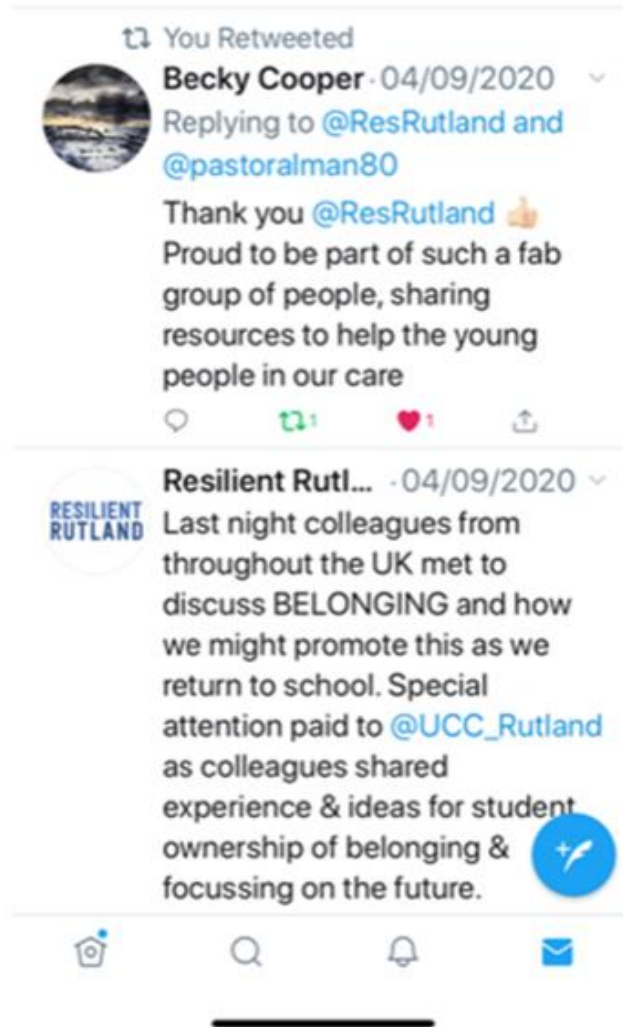 You Retweeted
Becky Cooper · 04/09/2020
Replying to @ResRutland and
@pastoralman80
Thank you @ResRutland 👍🏻
Proud to be part of such a fab
group of people, sharing
resources to help the young
people in our care
1 1
Resilient Rutl... · 04/09/2020
RESILIENT
RUTLAND
Last night colleagues from
throughout the UK met to
discuss BELONGING and how
we might promote this as we
return to school. Special
attention paid to @UCC_Rutland
as colleagues shared
experience & ideas for student
ownership of belonging &
focussing on the future.